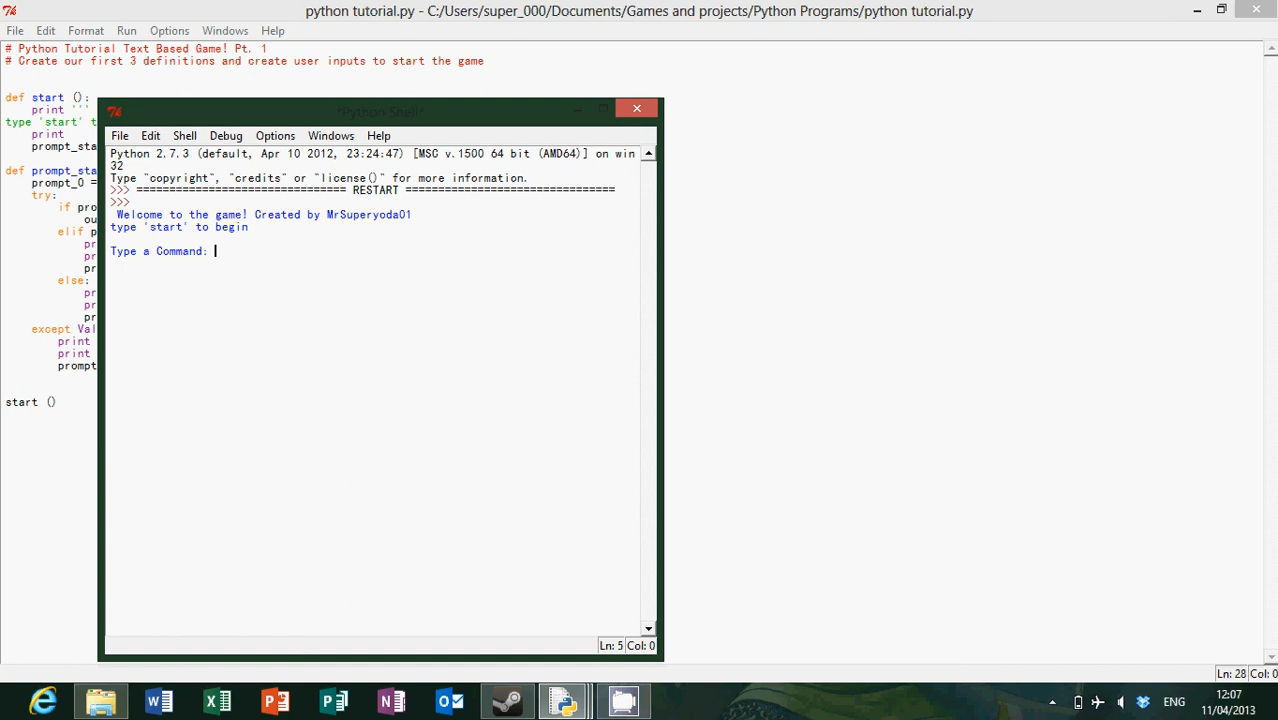 python tutorial.py - C:/Users/super_000/Documents/Games and projects/Python Programs/python tutorial.py
File Edit Format Run Options Windows Help
# Python Tutorial Text Based Game! Pt. 1
# Create our first 3 definitions and create user inputs to start the game
def start ():
print '''
type 'start' t
print
prompt_sta
def prompt_sta
prompt_0 =
try:
if pro
ou
elif p
pr
pr
pr
else:
pr
pr
pr
except Val
print
print
prompt
start ()
*Python Shell*
File Edit Shell Debug Options Windows Help
Python 2.7.3 (default, Apr 10 2012, 23:24:47) [MSC v.1500 64 bit (AMD64)] on win
32
Type "copyright", "credits" or "license()" for more information.
>>> ================================ RESTART ================================
>>>
Welcome to the game! Created by MrSuperyoda01
type 'start' to begin
Type a Command:
Ln: 5 Col: 0
Ln: 28 Col: 0
ENG
12:07
11/04/2013